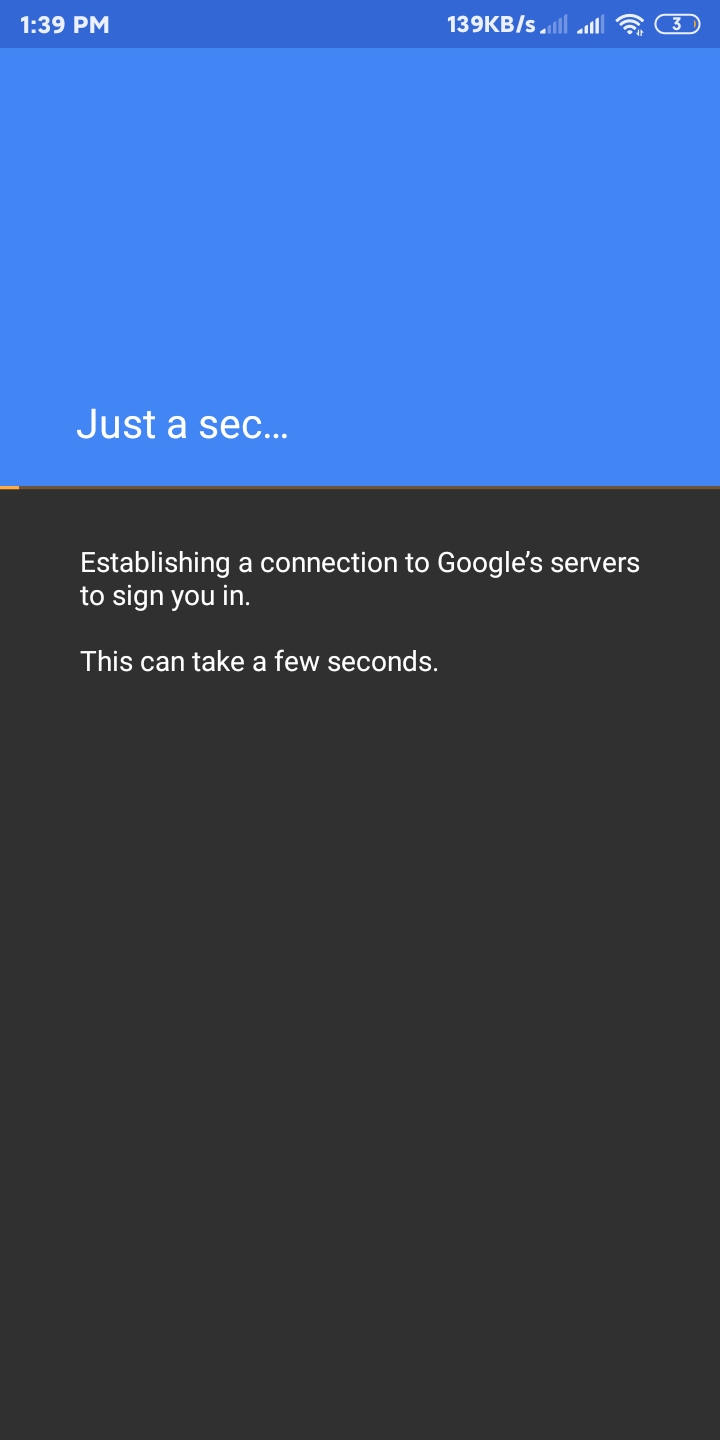 1:39 PM 139KB/s 3
Just a sec…
Establishing a connection to Google’s servers
to sign you in.
This can take a few seconds.